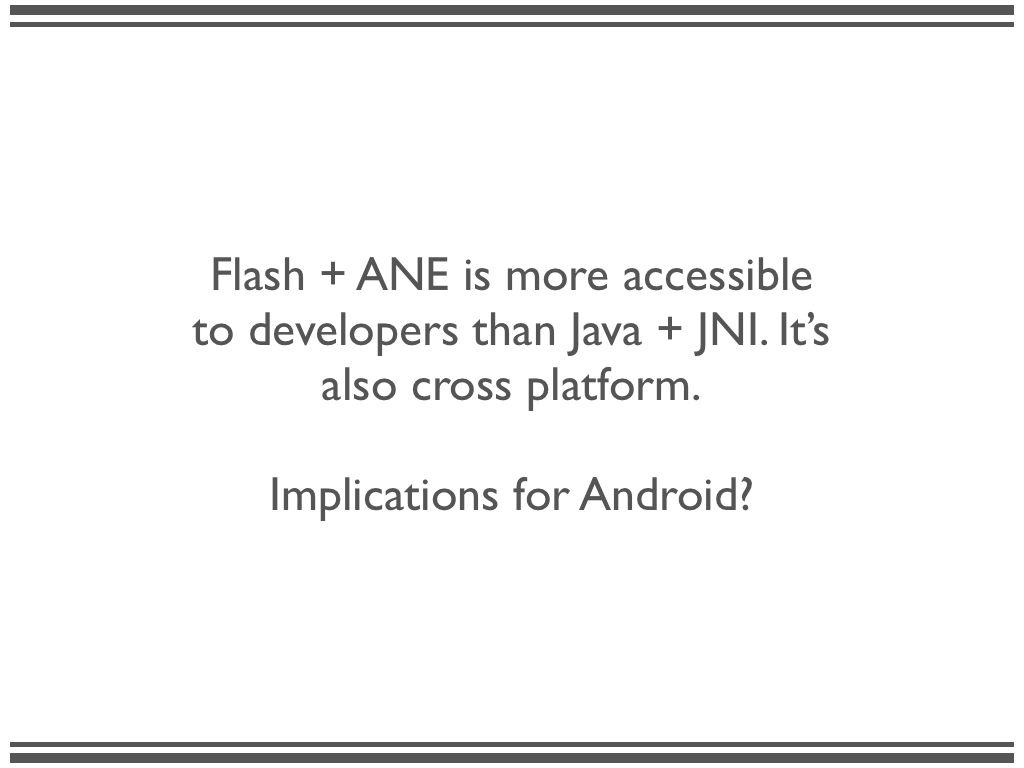 Flash + ANE is more accessible
to developers than Java + JNI. It’s
also cross platform.
Implications for Android?